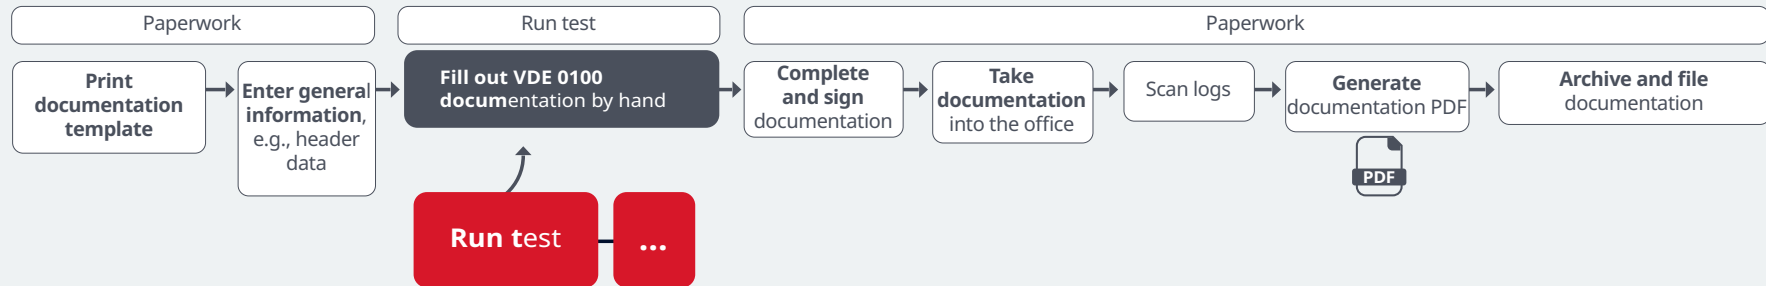 Paperwork
Run test
Paperwork
Print
documentation
template
Enter general
information,
e.g., header
data
Fill out VDE 0100
documentation by hand
Complete
and sign
documentation
Take
documentation
into the office
Scan logs
Generate
documentation PDF
PDF
Archive and file
documentation
Run test
...